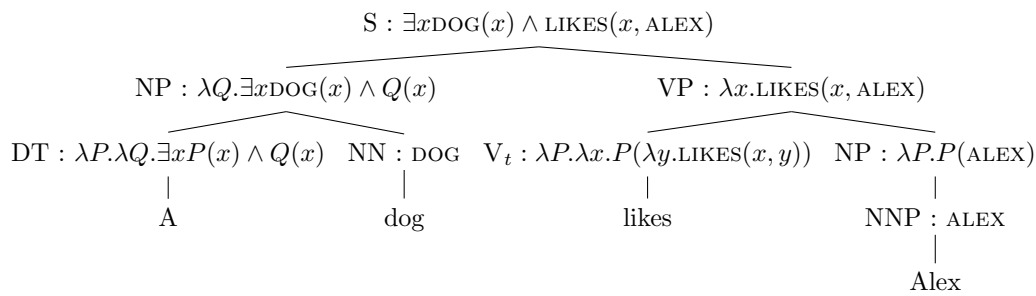 S : ∃xDOG(x) ∧ LIKES(x, ALEX)
NP : λQ.∃xDOG(x) ∧ Q(x) VP : λx.LIKES(x, ALEX)
DT : λP.λQ.∃xP(x) ∧ Q(x) NN : DOG Vₜ : λP.λx.P(λy.LIKES(x, y)) NP : λP.P(ALEX)
A dog likes NNP : ALEX
Alex